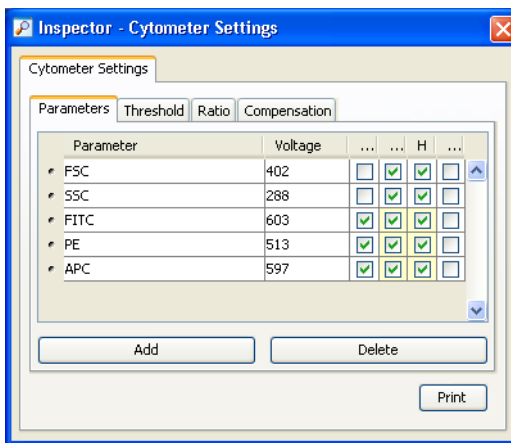 Inspector - Cytometer Settings
Cytometer Settings
Parameters Threshold Ratio Compensation
Parameter Voltage ... ... H ...
FSC 402
SSC 288
FITC 603
PE 513
APC 597
Add Delete
Print